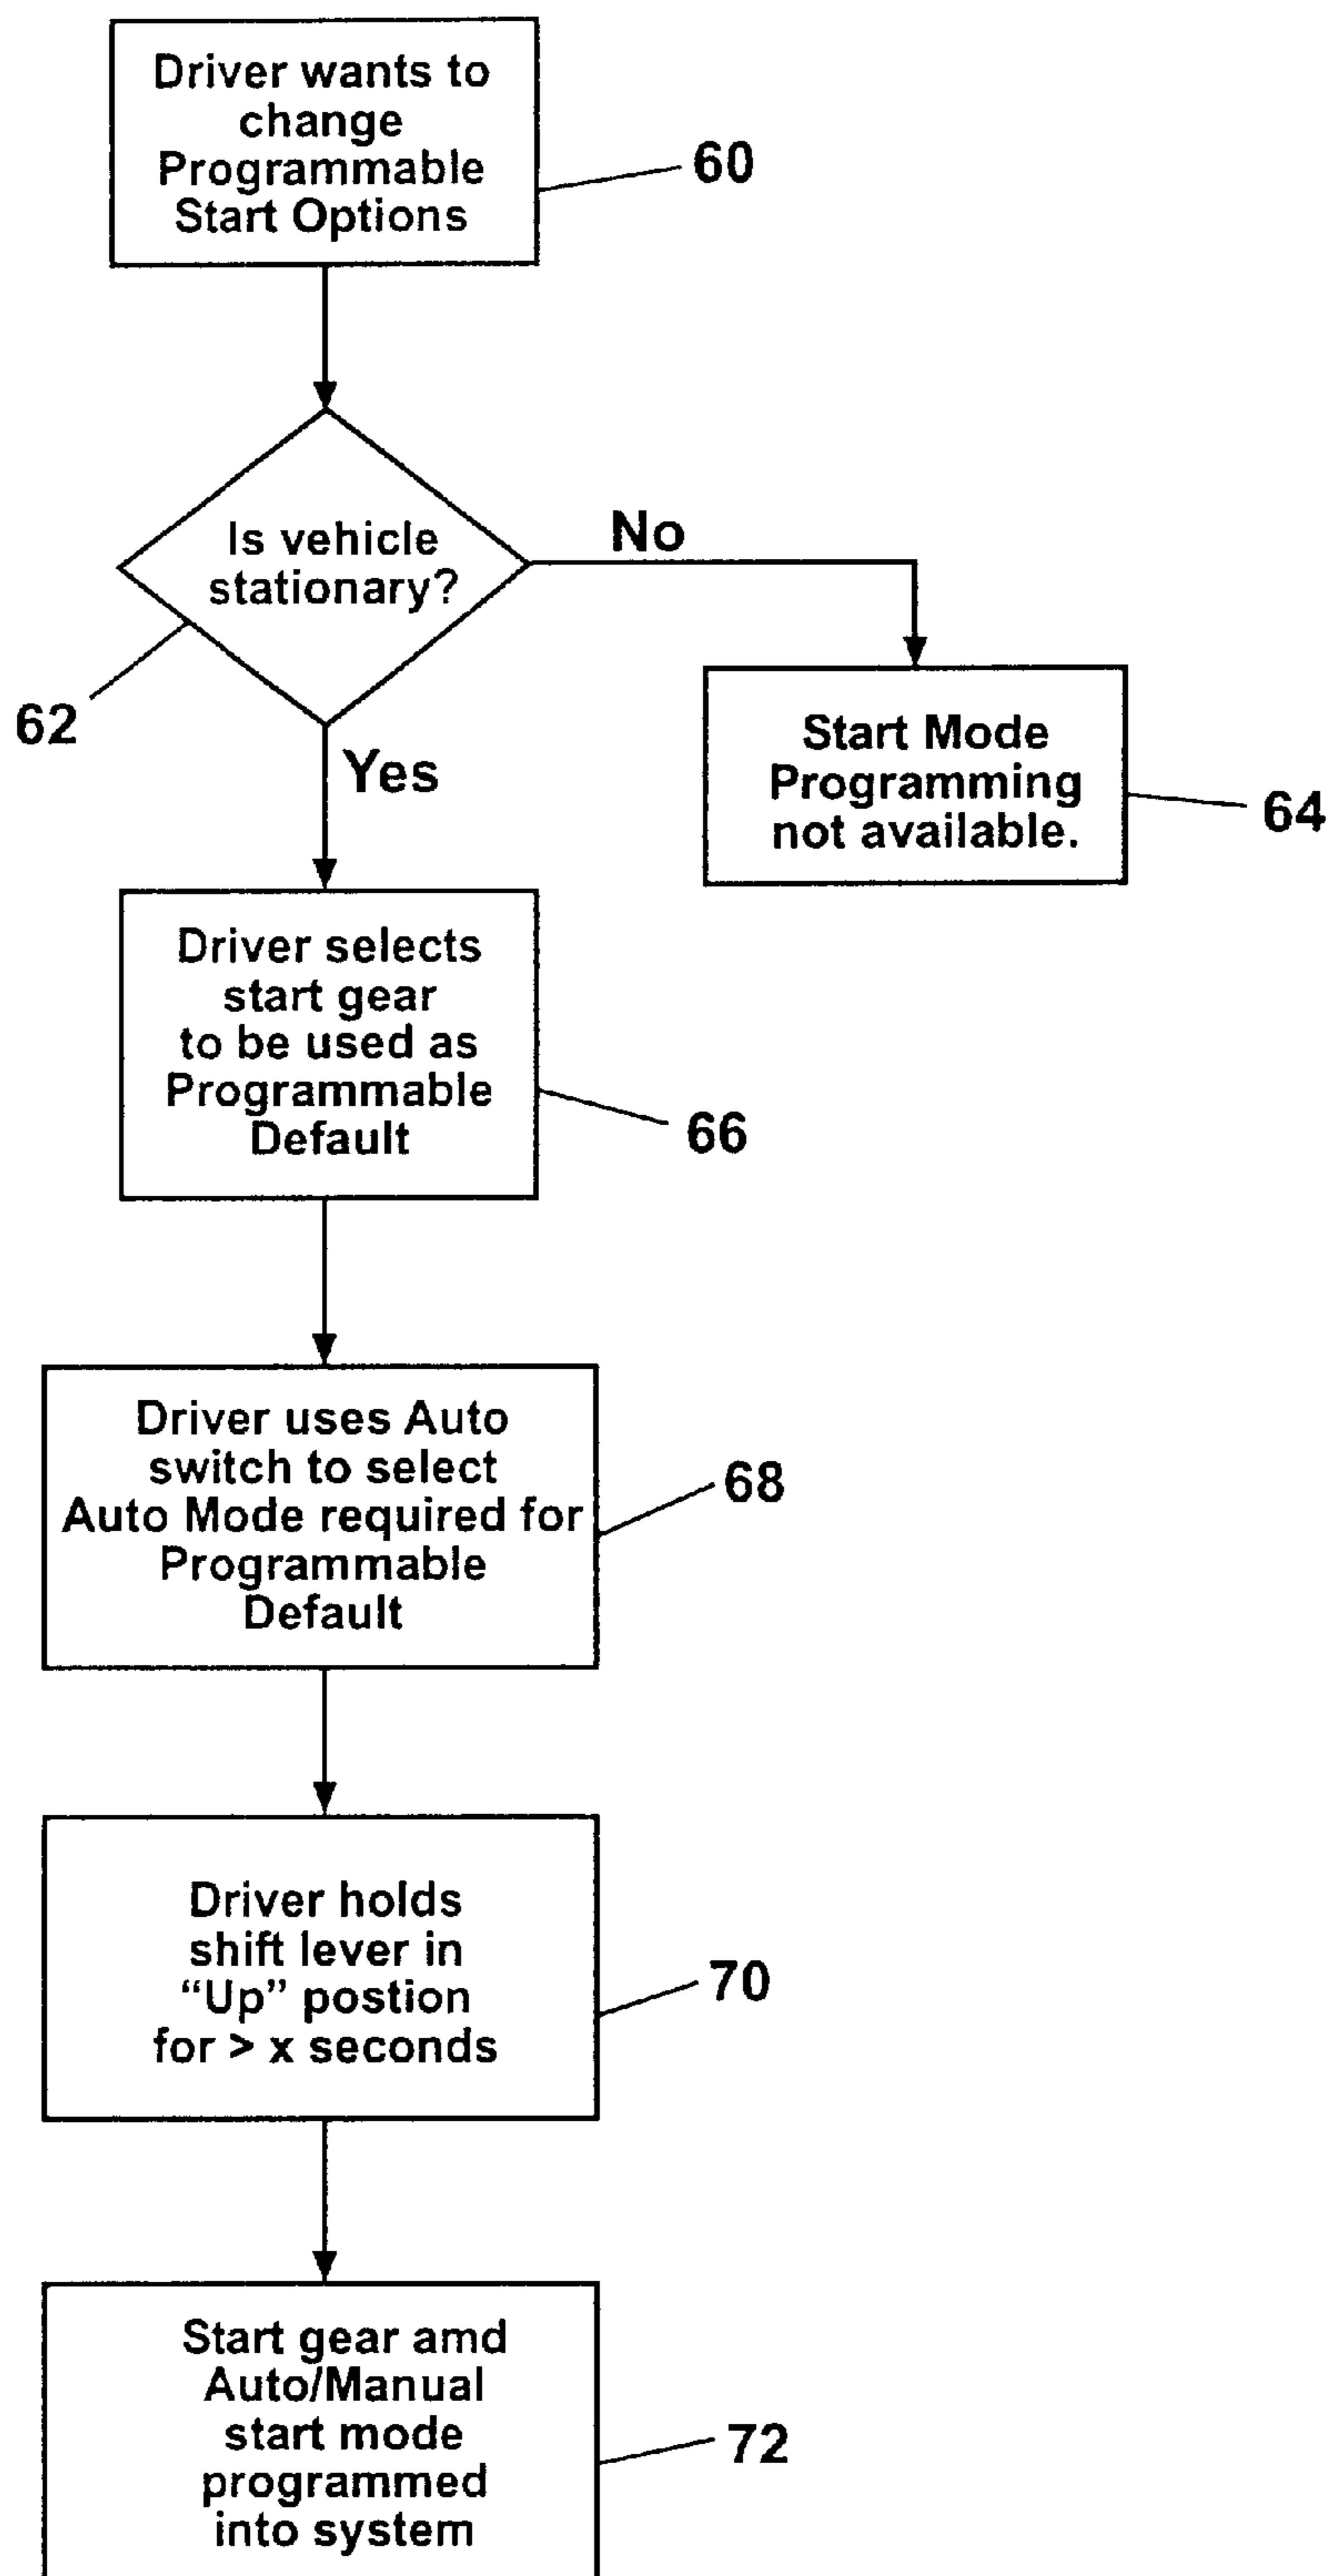 Driver wants to
change
Programmable
Start Options
60
Is vehicle
stationary?
No
62
Yes
Start Mode
Programming
not available.
64
Driver selects
start gear
to be used as
Programmable
Default
66
Driver uses Auto
switch to select
Auto Mode required for
Programmable
Default
68
Driver holds
shift lever in
“Up” postion
for > x seconds
70
Start gear amd
Auto/Manual
start mode
programmed
into system
72